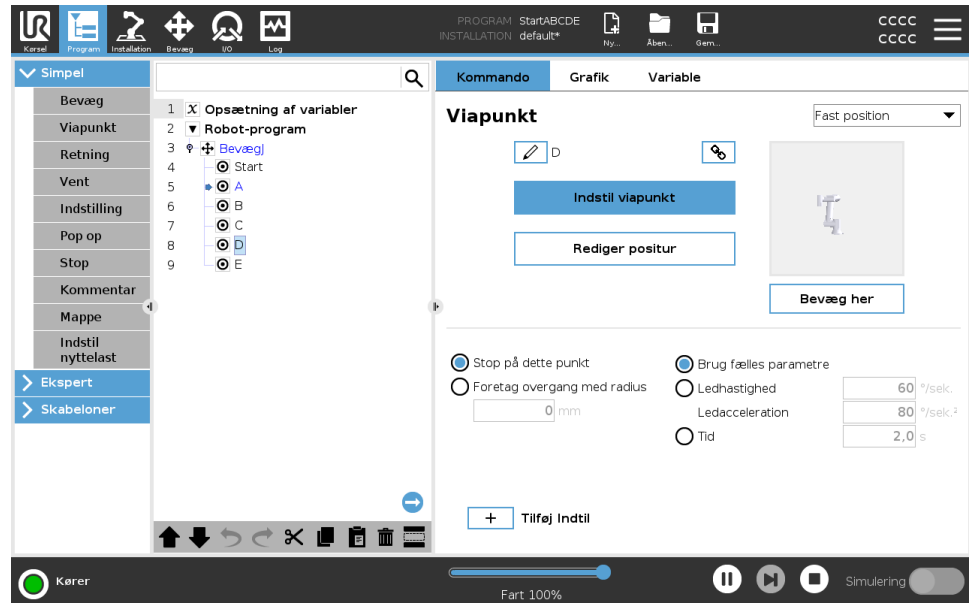 PROGRAM StartABCDE
INSTALLATION default*
Ny...
Åben...
Gem...
CCCC
CCCC
Kørsel
Program
Installation
Bevæg
I/O
Log
Simpel
Bevæg
Viapunkt
Retning
Vent
Indstilling
Pop op
Stop
Kommentar
Mappe
Indstil
nyttelast
Ekspert
Skabeloner
1 X Opsætning af variabler
2 Robot-program
3 BevægJ
4 Start
5 A
6 B
7 C
8 D
9 E
Kommando Grafik Variable
Viapunkt
Fast position
D
Indstil viapunkt
Rediger positur
Bevæg her
Stop på dette punkt
Foretag overgang med radius
0 mm
Brug fælles parametre
Ledhastighed 60 °/sek.
Ledacceleration 80 °/sek.²
Tid 2,0 s
+ Tilføj Indtil
Kører
Fart 100%
Simulering